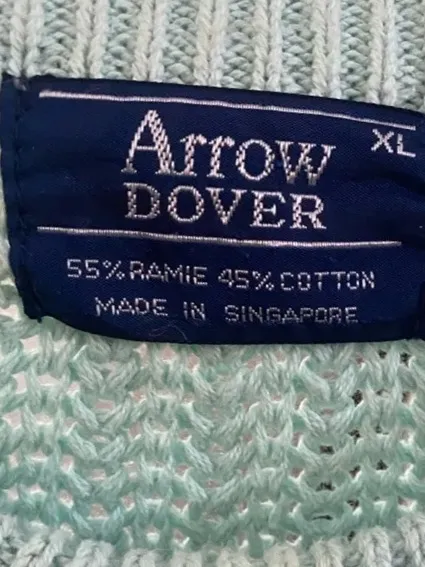 XL
Arrow
DOVER
55% RAMIE 45% COTTON
MADE IN SINGAPORE